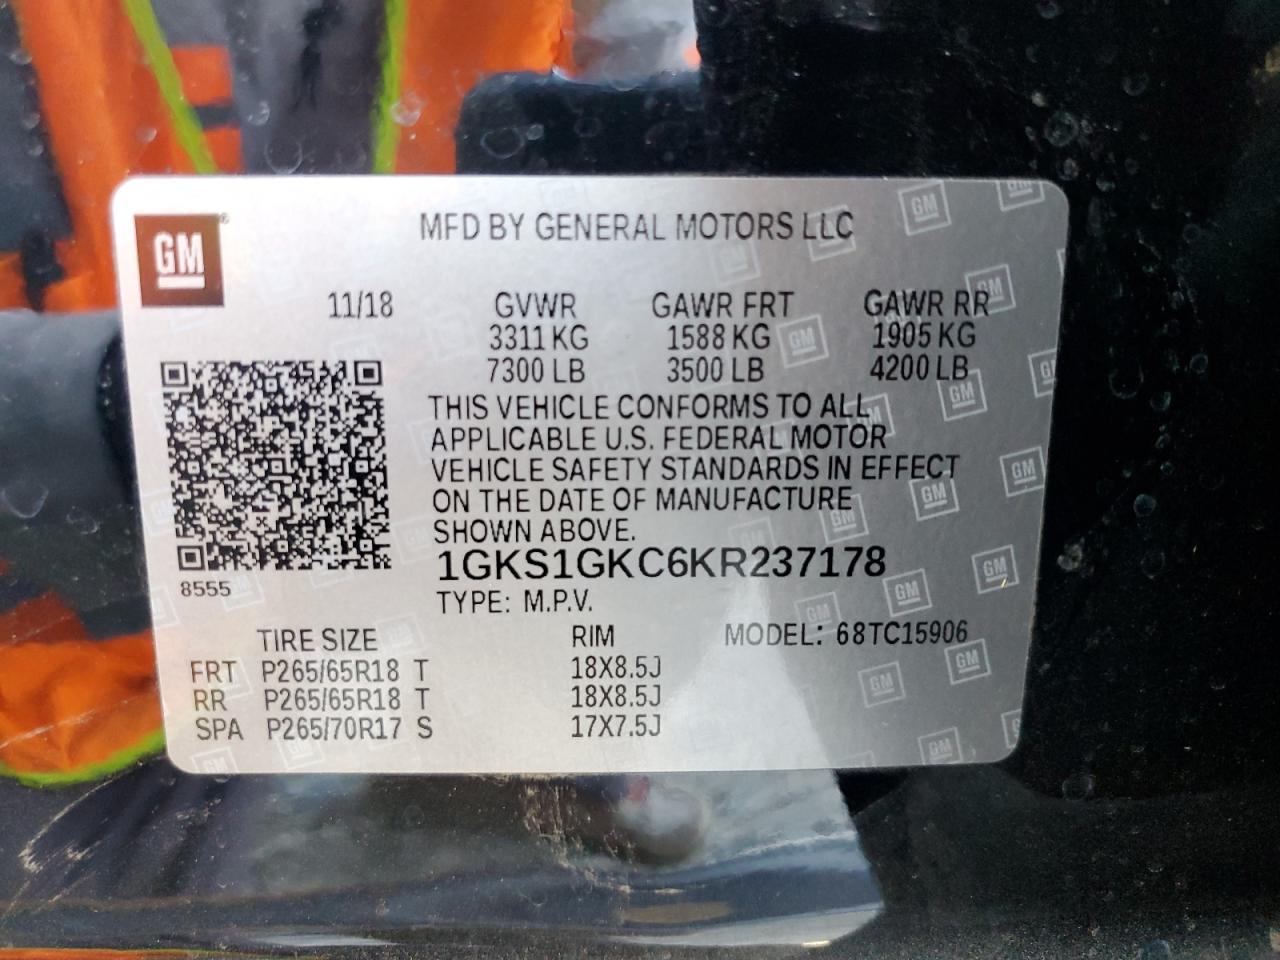 GM
MFD BY GENERAL MOTORS LLC
11/18 GVWR GAWR FRT GAWR RR
3311 KG 1588 KG 1905 KG
7300 LB 3500 LB 4200 LB
THIS VEHICLE CONFORMS TO ALL
APPLICABLE U.S. FEDERAL MOTOR
VEHICLE SAFETY STANDARDS IN EFFECT
ON THE DATE OF MANUFACTURE
SHOWN ABOVE.
1GKS1GKC6KR237178
8555
TYPE: M.P.V.
TIRE SIZE RIM MODEL: 68TC15906
FRT P265/65R18 T 18X8.5J
RR P265/65R18 T 18X8.5J
SPA P265/70R17 S 17X7.5J